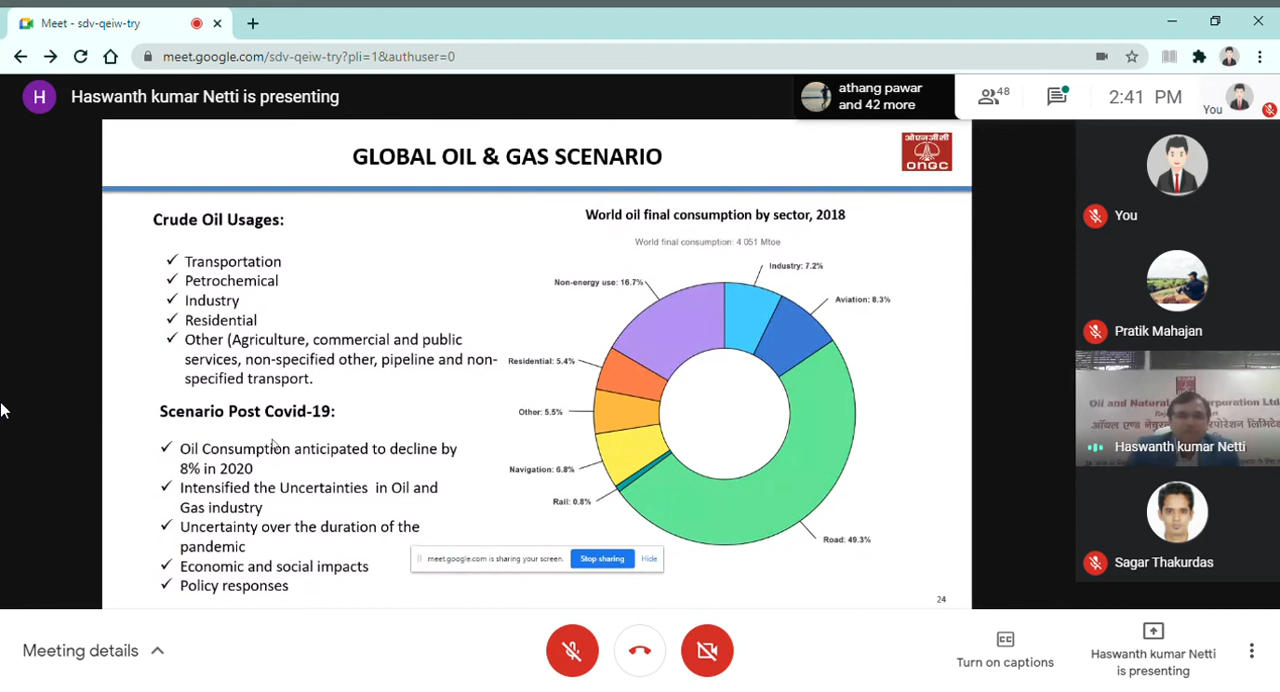 Meet - sdv-qeiw-try
meet.google.com/sdv-qeiw-try?pli=1&authuser=0
H
Haswanth kumar Netti is presenting
athang pawar
and 42 more
48
2:41 PM
You
GLOBAL OIL & GAS SCENARIO
ओएनजीसी
ONGC
Crude Oil Usages:
✓ Transportation
✓ Petrochemical
✓ Industry
✓ Residential
✓ Other (Agriculture, commercial and public
services, non-specified other, pipeline and non-
specified transport.
Scenario Post Covid-19:
✓ Oil Consumption anticipated to decline by
8% in 2020
✓ Intensified the Uncertainties in Oil and
Gas industry
✓ Uncertainty over the duration of the
pandemic
✓ Economic and social impacts
✓ Policy responses
World oil final consumption by sector, 2018
World final consumption: 4 051 Mtoe
Industry: 7.2%
Non-energy use: 16.7%
Aviation: 8.3%
Residential: 5.4%
Other: 5.5%
Navigation: 6.8%
Rail: 0.8%
Road: 49.3%
meet.google.com is sharing your screen.
Stop sharing
Hide
24
You
Pratik Mahajan
Oil and Natural
Corporation Ltd
ऑयल एण्ड
लिमिटेड
Haswanth kumar Netti
Sagar Thakurdas
Meeting details
Turn on captions
Haswanth kumar Netti
is presenting